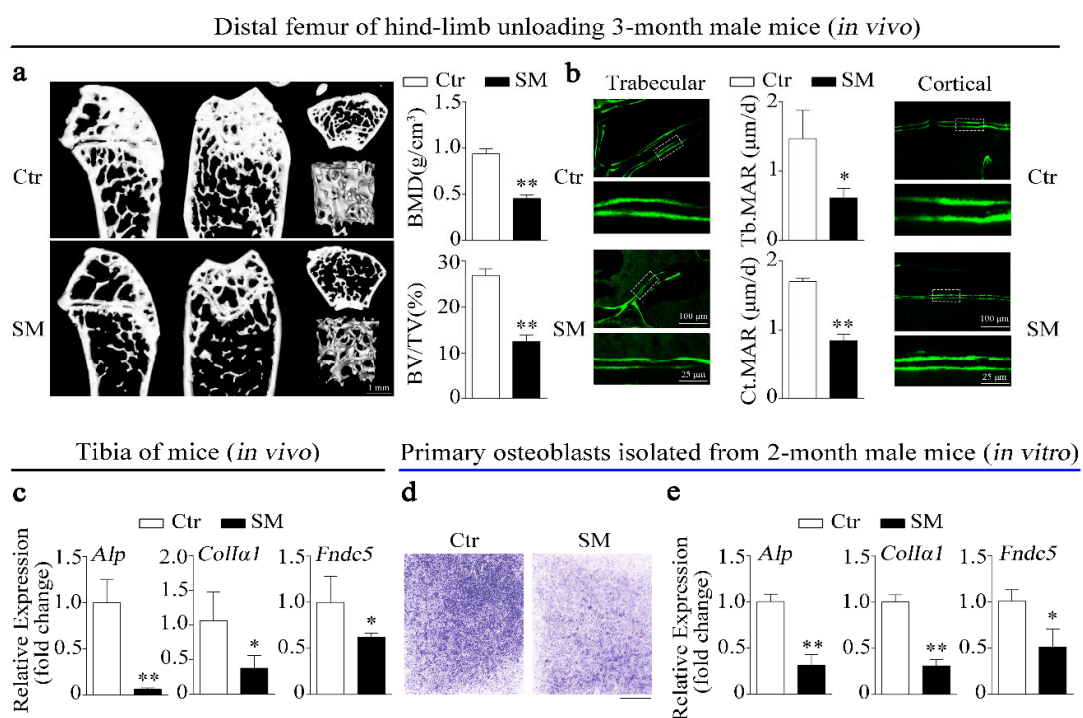 Distal femur of hind-limb unloading 3-month male mice (in vivo)
a
Ctr
SM
1 mm
Ctr SM
BMD(g/cm³)
1.5
1.0
0.5
0
**
BV/TV(%)
30
20
10
0
**
b
Trabecular
Ctr
SM
100 μm
25 μm
Ctr SM
Tb.MAR (μm/d)
2
1
0
*
Ct.MAR (μm/d)
2
1
0
**
Cortical
Ctr
100 μm
SM
25 μm
Tibia of mice (in vivo)
c
Ctr SM
Relative Expression
(fold change)
Alp
1.5
1.0
0.5
0
**
ColIα1
2.0
1.5
1.0
0.5
0
*
Fndc5
1.5
1.0
0.5
0
*
Primary osteoblasts isolated from 2-month male mice (in vitro)
d
Ctr SM
e
Ctr SM
Relative Expression
(fold change)
Alp
1.5
1.0
0.5
0
**
ColIα1
1.5
1.0
0.5
0
**
Fndc5
1.5
1.0
0.5
0
*